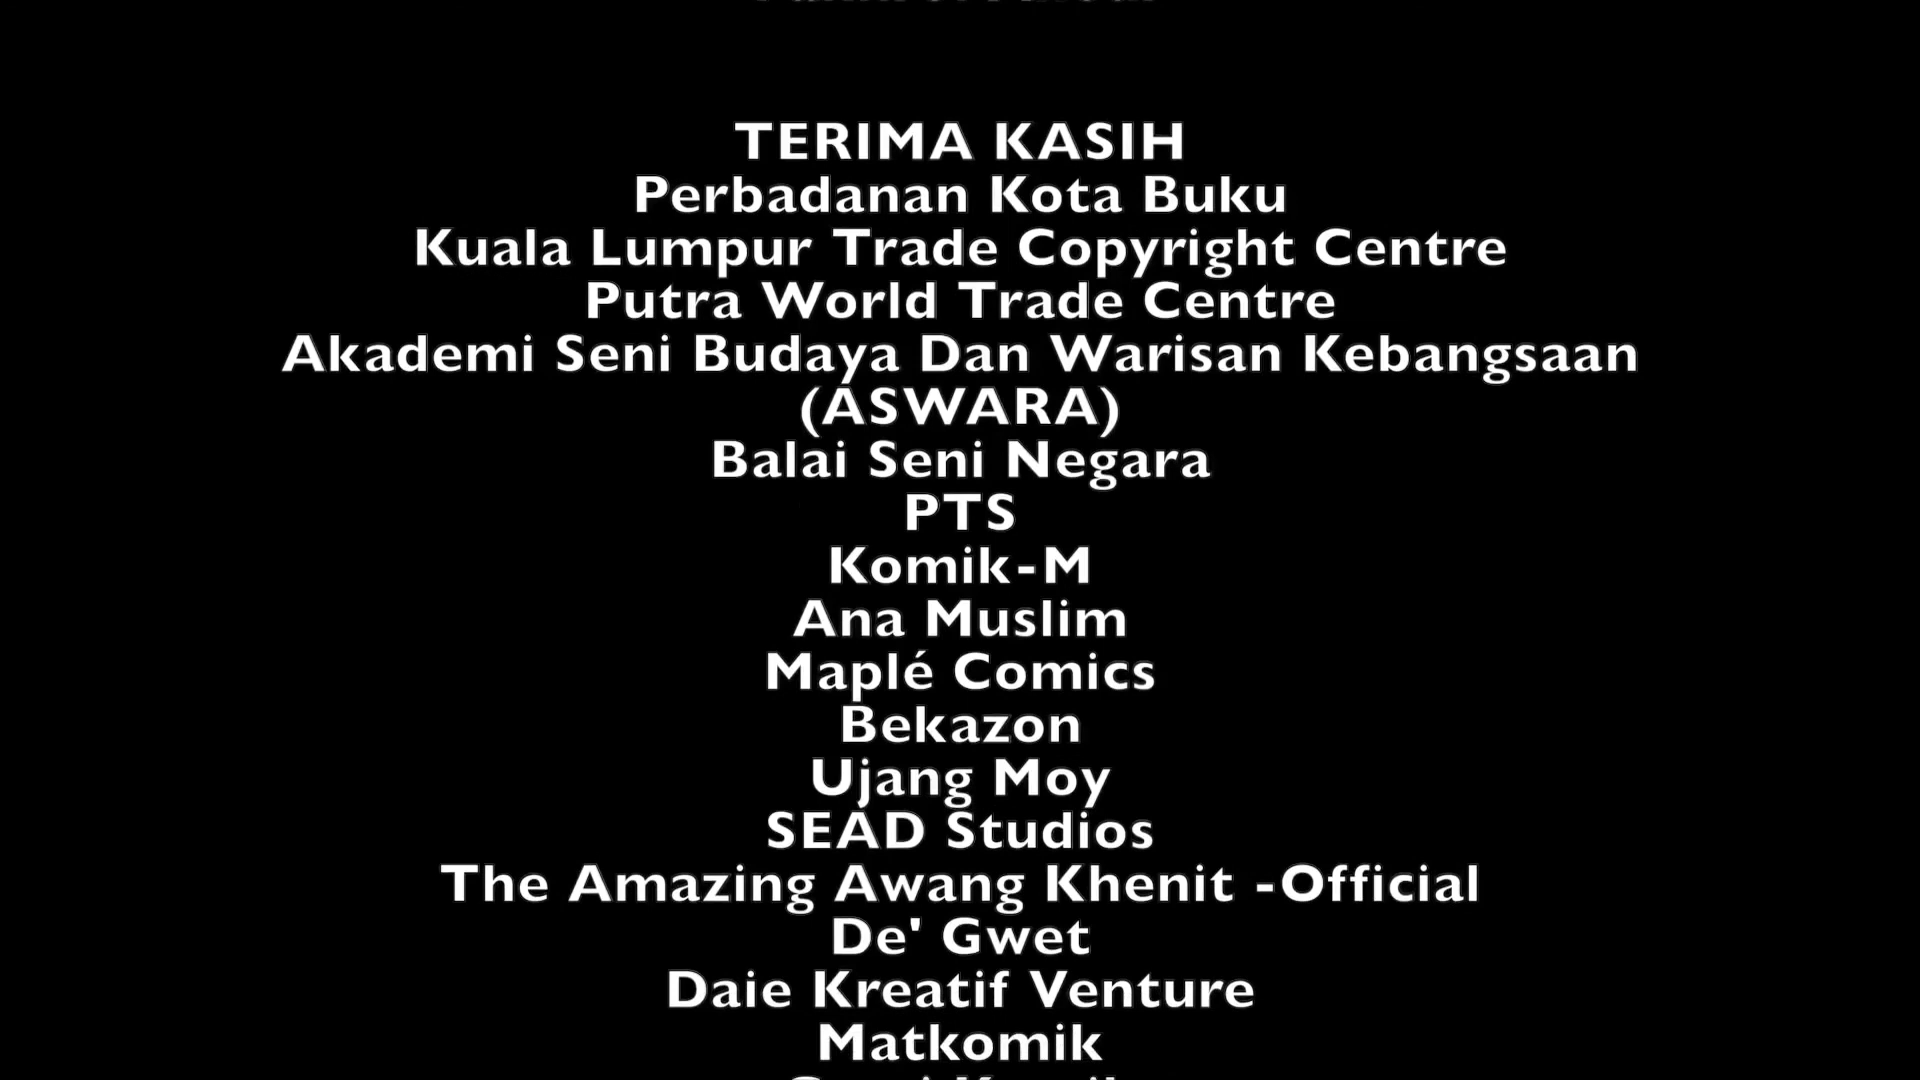 TERIMA KASIH
Perbadanan Kota Buku
Kuala Lumpur Trade Copyright Centre
Putra World Trade Centre
Akademi Seni Budaya Dan Warisan Kebangsaan
(ASWARA)
Balai Seni Negara
PTS
Komik-M
Ana Muslim
Maplé Comics
Bekazon
Ujang Moy
SEAD Studios
The Amazing Awang Khenit -Official
De' Gwet
Daie Kreatif Venture
Matkomik